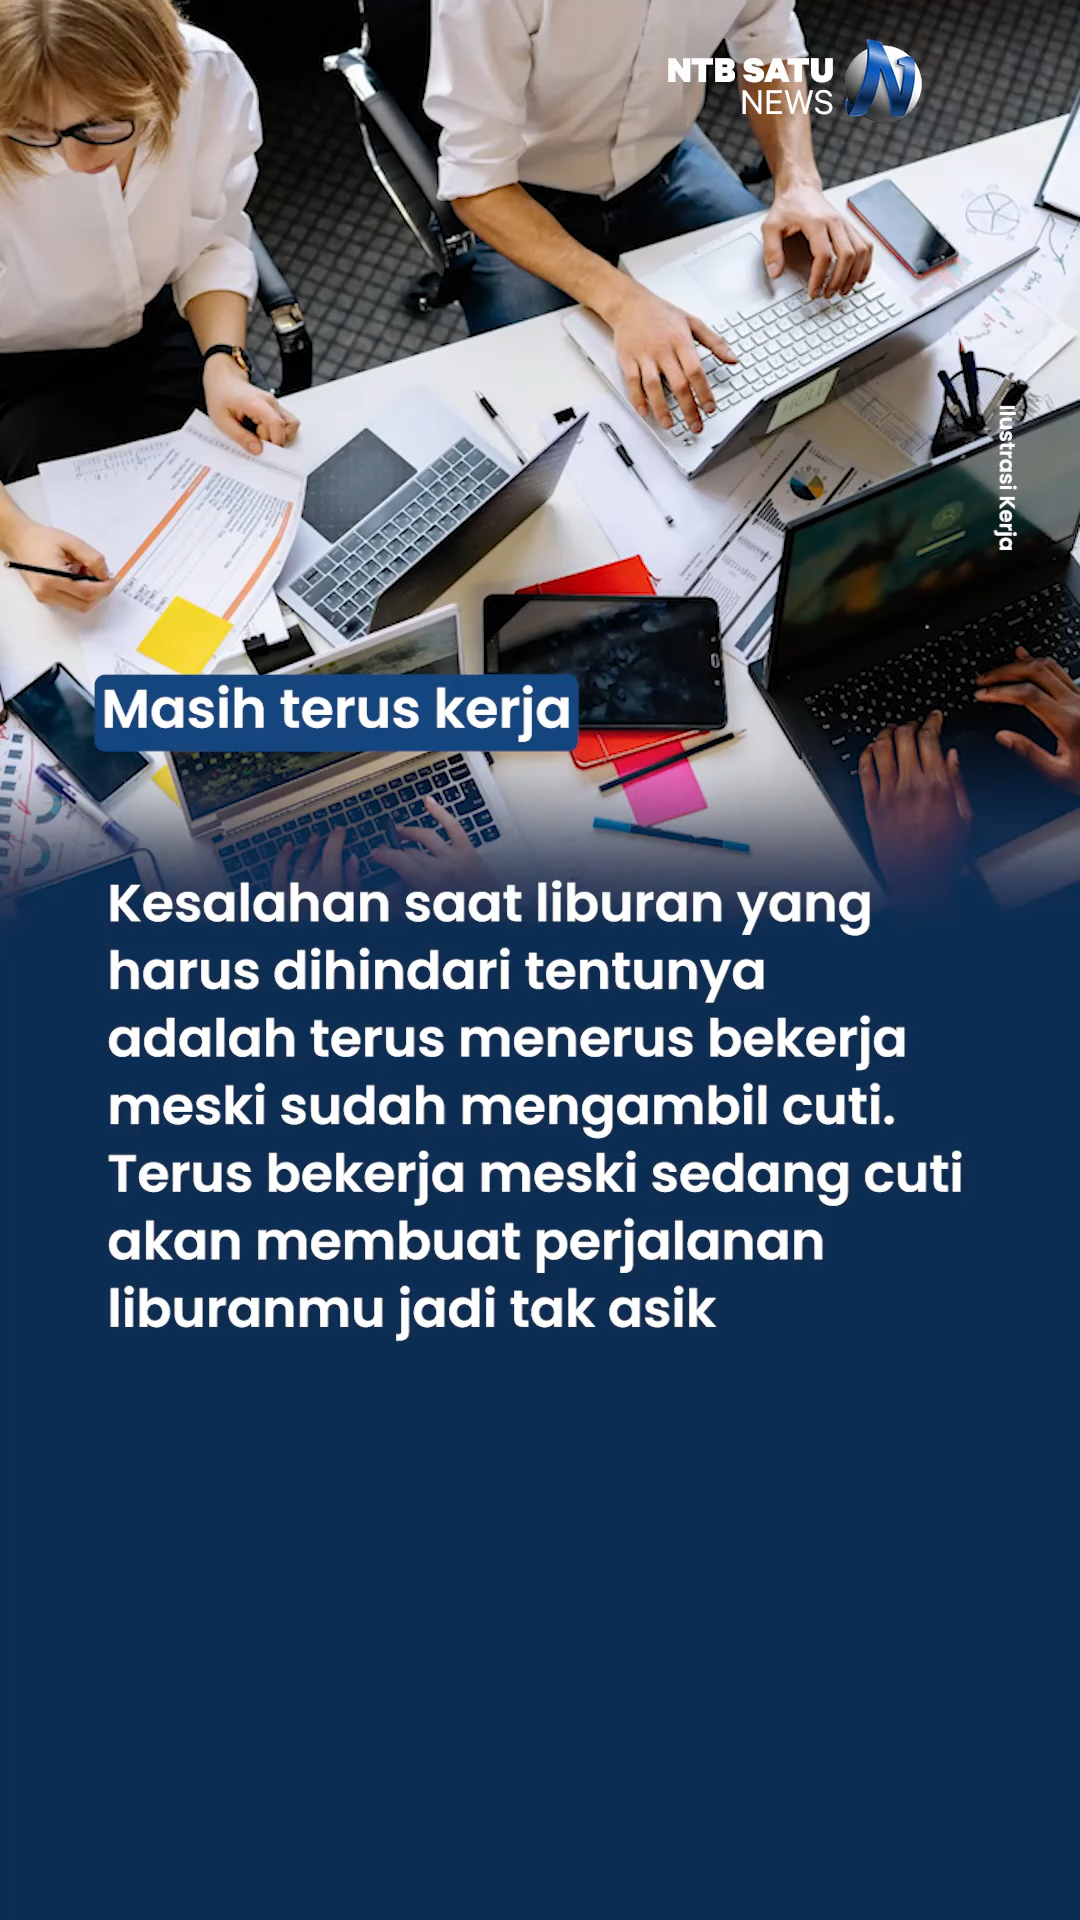 NTB SATU
NEWS
Ilustrasi Kerja
Masih terus kerja
Kesalahan saat liburan yang
harus dihindari tentunya
adalah terus menerus bekerja
meski sudah mengambil cuti.
Terus bekerja meski sedang cuti
akan membuat perjalanan
liburanmu jadi tak asik